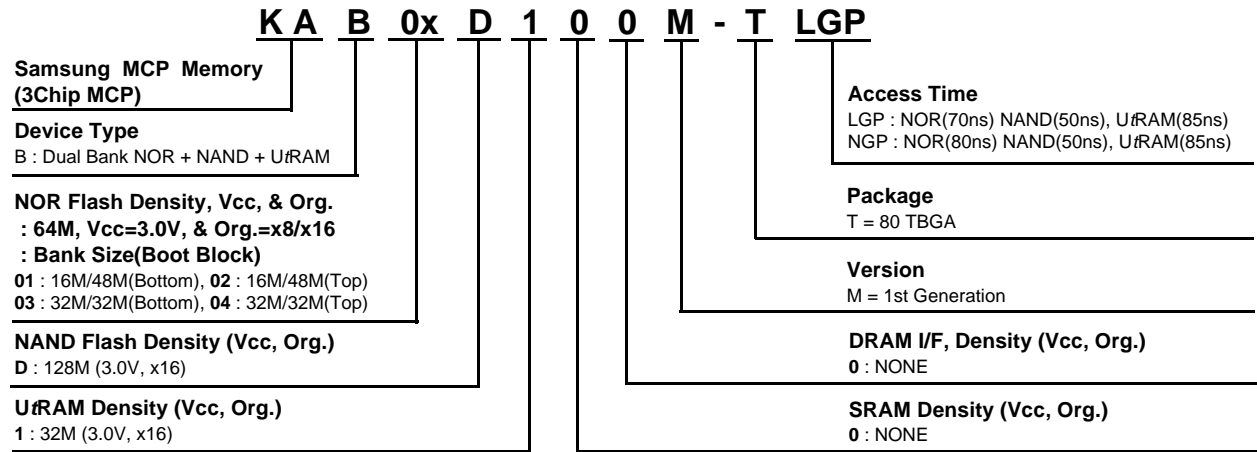 KA B 0x D 1 0 0 M - T LGP
Samsung MCP Memory
(3Chip MCP)
Device Type
B : Dual Bank NOR + NAND + UtRAM
NOR Flash Density, Vcc, & Org.
: 64M, Vcc=3.0V, & Org.=x8/x16
: Bank Size(Boot Block)
01 : 16M/48M(Bottom), 02 : 16M/48M(Top)
03 : 32M/32M(Bottom), 04 : 32M/32M(Top)
NAND Flash Density (Vcc, Org.)
D : 128M (3.0V, x16)
UtRAM Density (Vcc, Org.)
1 : 32M (3.0V, x16)
Access Time
LGP : NOR(70ns) NAND(50ns), UtRAM(85ns)
NGP : NOR(80ns) NAND(50ns), UtRAM(85ns)
Package
T = 80 TBGA
Version
M = 1st Generation
DRAM I/F, Density (Vcc, Org.)
0 : NONE
SRAM Density (Vcc, Org.)
0 : NONE